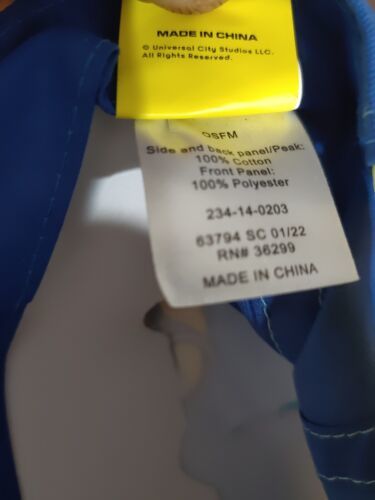 MADE IN CHINA
© Universal City Studios LLC.
All Rights Reserved.
OSFM
Side and back panel/Peak:
100% Cotton
Front Panel:
100% Polyester
234-14-0203
63794 SC 01/22
RN# 36299
MADE IN CHINA